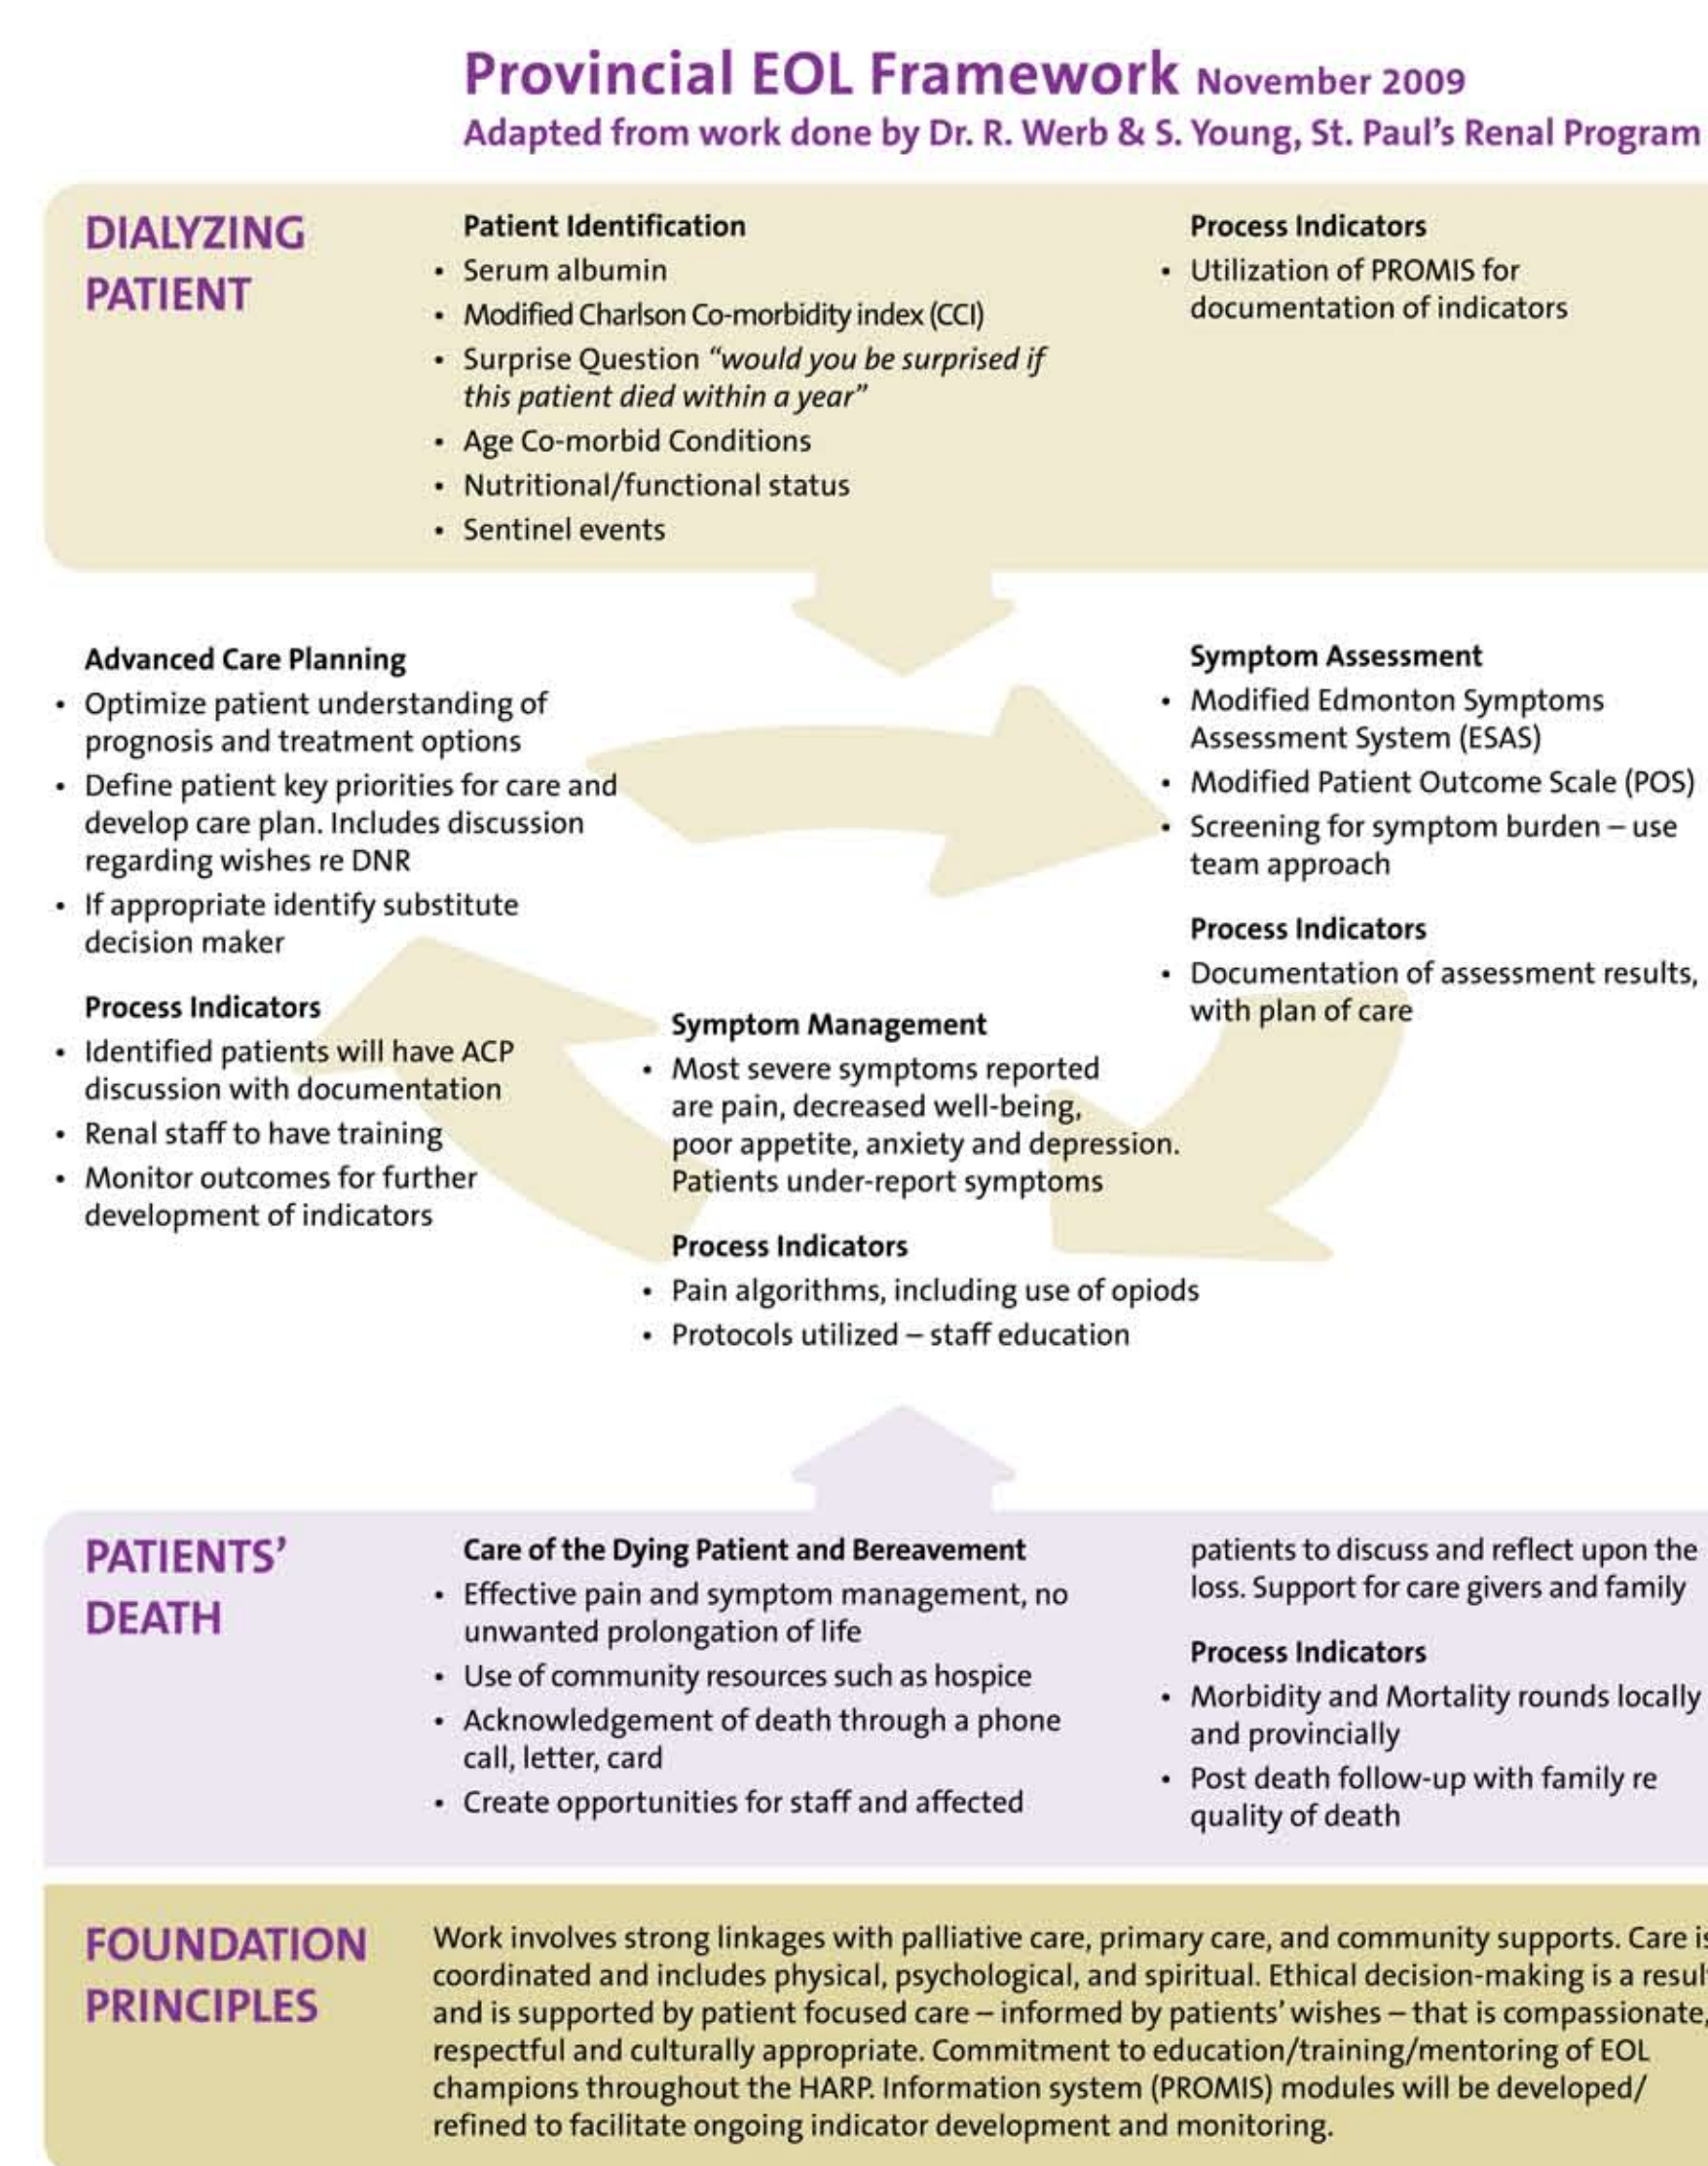 Provincial EOL Framework November 2009
Adapted from work done by Dr. R. Werb & S. Young, St. Paul's Renal Program
DIALYZING
PATIENT
Patient Identification
• Serum albumin
• Modified Charlson Co-morbidity index (CCI)
• Surprise Question “would you be surprised if
this patient died within a year”
• Age Co-morbid Conditions
• Nutritional/functional status
• Sentinel events
Process Indicators
• Utilization of PROMIS for
documentation of indicators
Advanced Care Planning
• Optimize patient understanding of
prognosis and treatment options
• Define patient key priorities for care and
develop care plan. Includes discussion
regarding wishes re DNR
• If appropriate identify substitute
decision maker
Process Indicators
• Identified patients will have ACP
discussion with documentation
• Renal staff to have training
• Monitor outcomes for further
development of indicators
Symptom Assessment
• Modified Edmonton Symptoms
Assessment System (ESAS)
• Modified Patient Outcome Scale (POS)
• Screening for symptom burden – use
team approach
Process Indicators
• Documentation of assessment results,
with plan of care
Symptom Management
• Most severe symptoms reported
are pain, decreased well-being,
poor appetite, anxiety and depression.
Patients under-report symptoms
Process Indicators
• Pain algorithms, including use of opiods
• Protocols utilized – staff education
PATIENTS’
DEATH
Care of the Dying Patient and Bereavement
• Effective pain and symptom management, no
unwanted prolongation of life
• Use of community resources such as hospice
• Acknowledgement of death through a phone
call, letter, card
• Create opportunities for staff and affected
patients to discuss and reflect upon the
loss. Support for care givers and family
Process Indicators
• Morbidity and Mortality rounds locally
and provincially
• Post death follow-up with family re
quality of death
FOUNDATION
PRINCIPLES
Work involves strong linkages with palliative care, primary care, and community supports. Care is
coordinated and includes physical, psychological, and spiritual. Ethical decision-making is a resul
and is supported by patient focused care – informed by patients’ wishes – that is compassionate,
respectful and culturally appropriate. Commitment to education/training/mentoring of EOL
champions throughout the HARP. Information system (PROMIS) modules will be developed/
refined to facilitate ongoing indicator development and monitoring.